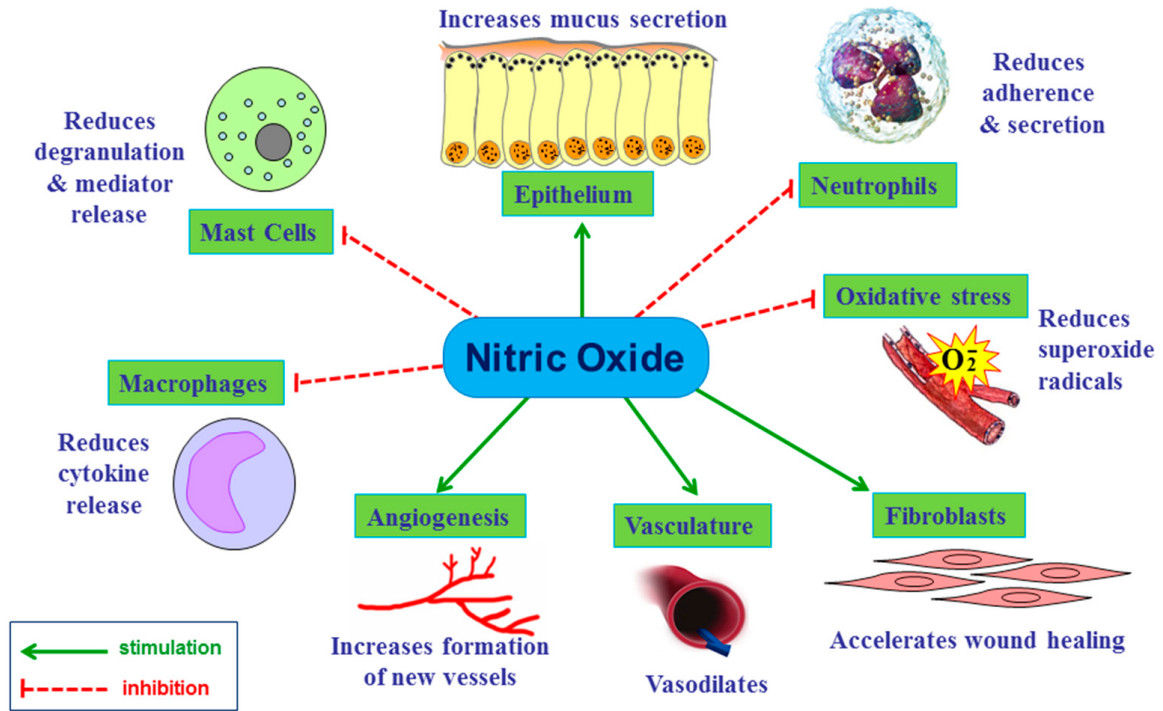 Increases mucus secretion
Epithelium
Reduces
degranulation
& mediator
release
Mast Cells
Reduces
adherence
& secretion
Neutrophils
Nitric Oxide
Oxidative stress
O₂⁻
Reduces
superoxide
radicals
Macrophages
Reduces
cytokine
release
Angiogenesis
Increases formation
of new vessels
Vasculature
Vasodilates
Fibroblasts
Accelerates wound healing
stimulation
inhibition